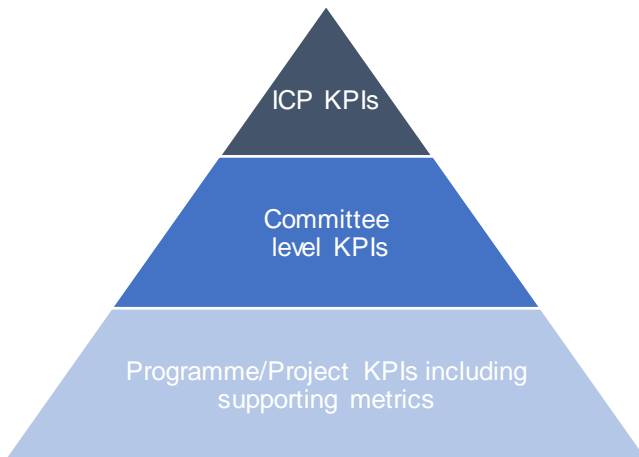 ICP KPIs
Committee
level KPIs
Programme/Project KPIs including
supporting metrics